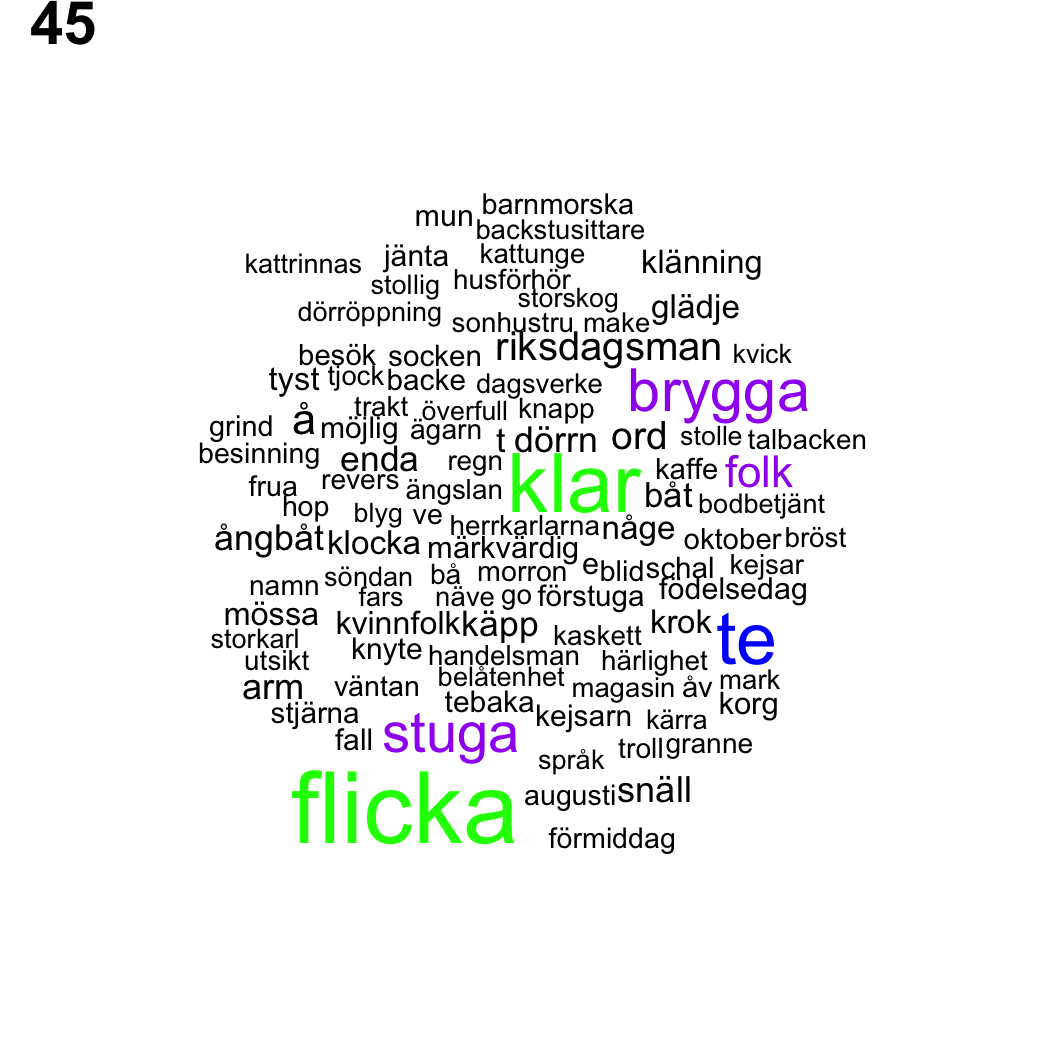 45
barnmorska
mun
backstusittare
kattrinnas jänta kattunge klänning
stollig husförhör
storskog
dörröppning sonhustru make glädje
besök socken riksdagsman kvick
tyst tjock backe dagsverke brygga
trakt överfull knapp
grind å möjlig ägarn t dörrn ord stolle talbacken
besinning enda regn klar kaffe folk
frua revers ängslan båt bodbetjänt
hop blyg ve herrkarlarna någe
ångbåt klocka märkvärdig oktober bröst
namn söndan bå morron e blid schal kejsar
fars näve go förstuga födelsedag
mössa kvinnfolk käpp kaskett krok te
storkarl knyte handelsman härlighet
utsikt belåtenhet
arm väntan magasin åv mark
stjärna tebaka kejsarn kärra korg
fall stuga språk troll granne
flicka augusti snäll
förmiddag